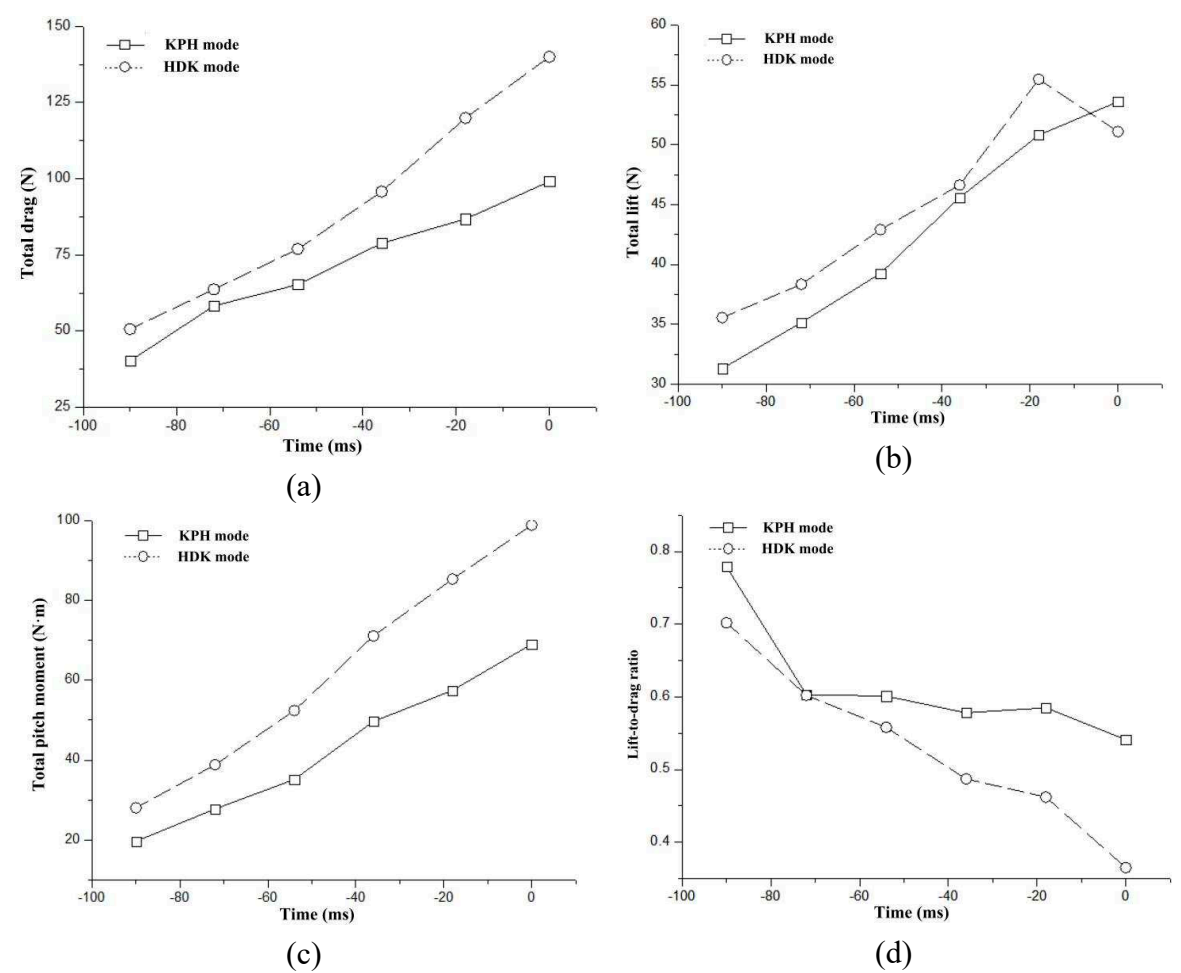 KPH mode
HDK mode
Total drag (N)
150
125
100
75
50
25
-100 -80 -60 -40 -20 0
Time (ms)
(a)
KPH mode
HDK mode
Total lift (N)
60
55
50
45
40
35
30
-100 -80 -60 -40 -20 0
Time (ms)
(b)
KPH mode
HDK mode
Total pitch moment (N·m)
100
80
60
40
20
-100 -80 -60 -40 -20 0
Time (ms)
(c)
KPH mode
HDK mode
Lift-to-drag ratio
0.8
0.7
0.6
0.5
0.4
-100 -80 -60 -40 -20 0
Time (ms)
(d)